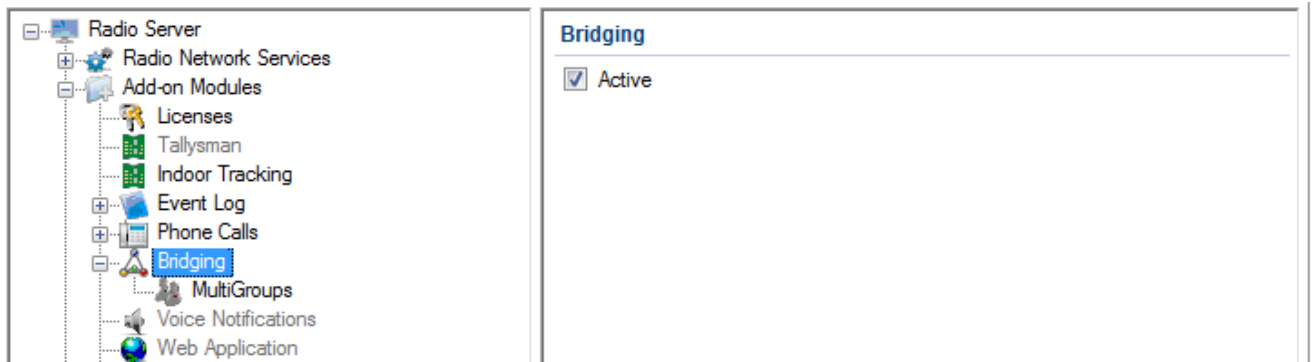 Radio Server
Radio Network Services
Add-on Modules
Licenses
Tallysman
Indoor Tracking
Event Log
Phone Calls
Bridging
MultiGroups
Voice Notifications
Web Application
Bridging
Active